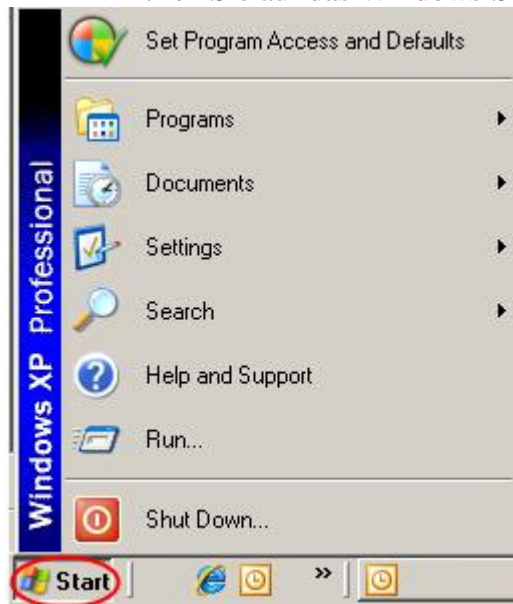 Set Program Access and Defaults
Programs
Documents
Settings
Search
Help and Support
Run...
Shut Down...
Windows XP Professional
Start
»